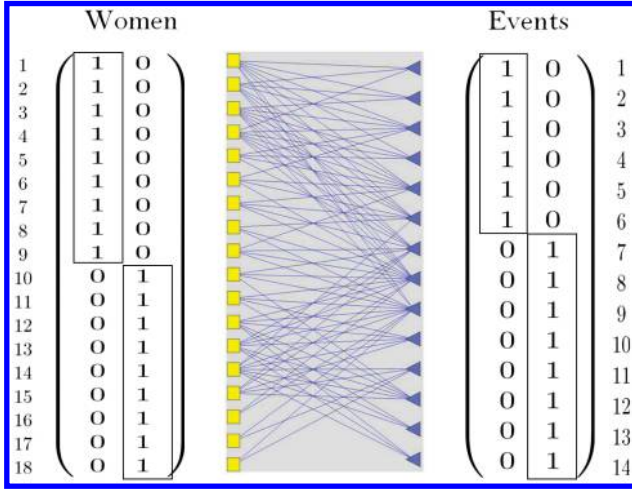 Women Events
1 1 0 1 0 1
2 1 0 1 0 2
3 1 0 1 0 3
4 1 0 1 0 4
5 1 0 1 0 5
6 1 0 1 0 6
7 1 0 0 1 7
8 1 0 0 1 8
9 1 0 0 1 9
10 0 1 0 1 10
11 0 1 0 1 11
12 0 1 0 1 12
13 0 1 0 1 13
14 0 1 0 1 14
15 0 1
16 0 1
17 0 1
18 0 1